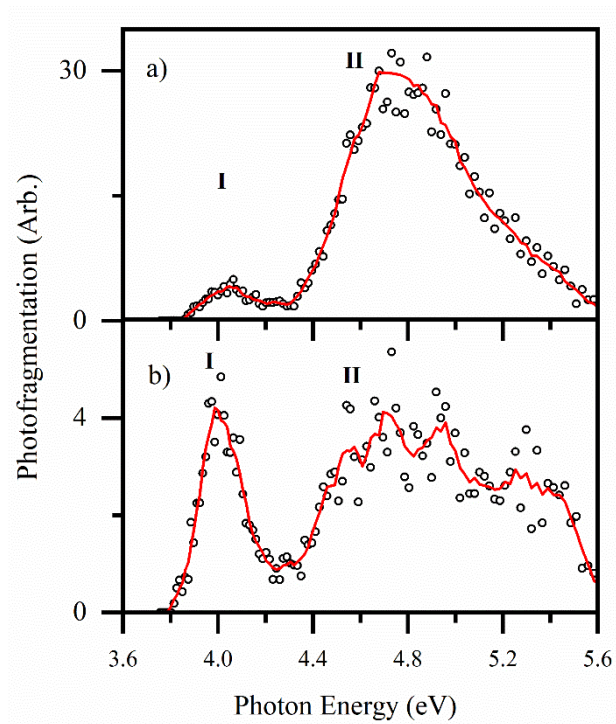 a)
II
I
30
0
b)
I
II
4
0
Photofragmentation (Arb.)
3.6 4.0 4.4 4.8 5.2 5.6
Photon Energy (eV)